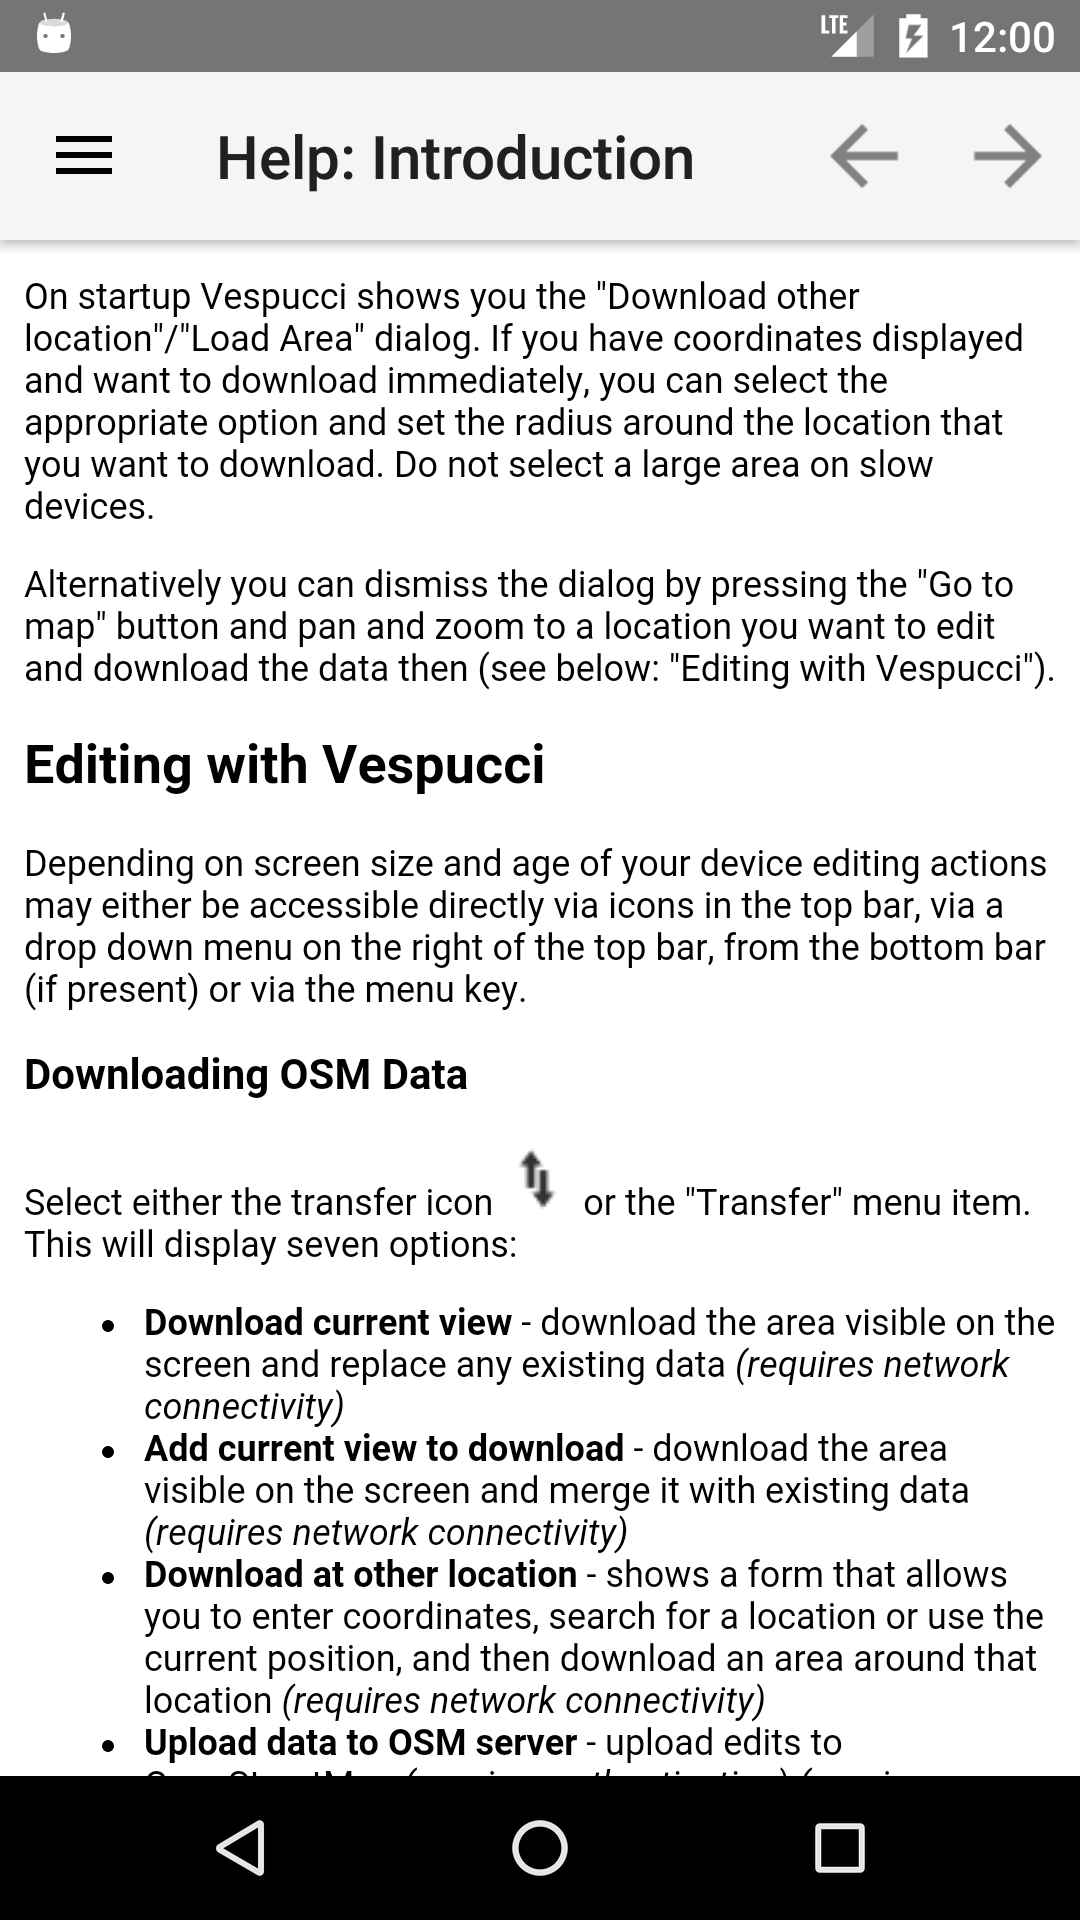 LTE 12:00
Help: Introduction
On startup Vespucci shows you the "Download other
location"/"Load Area" dialog. If you have coordinates displayed
and want to download immediately, you can select the
appropriate option and set the radius around the location that
you want to download. Do not select a large area on slow
devices.
Alternatively you can dismiss the dialog by pressing the "Go to
map" button and pan and zoom to a location you want to edit
and download the data then (see below: "Editing with Vespucci").
Editing with Vespucci
Depending on screen size and age of your device editing actions
may either be accessible directly via icons in the top bar, via a
drop down menu on the right of the top bar, from the bottom bar
(if present) or via the menu key.
Downloading OSM Data
Select either the transfer icon or the "Transfer" menu item.
This will display seven options:
• Download current view - download the area visible on the
screen and replace any existing data (requires network
connectivity)
• Add current view to download - download the area
visible on the screen and merge it with existing data
(requires network connectivity)
• Download at other location - shows a form that allows
you to enter coordinates, search for a location or use the
current position, and then download an area around that
location (requires network connectivity)
• Upload data to OSM server - upload edits to